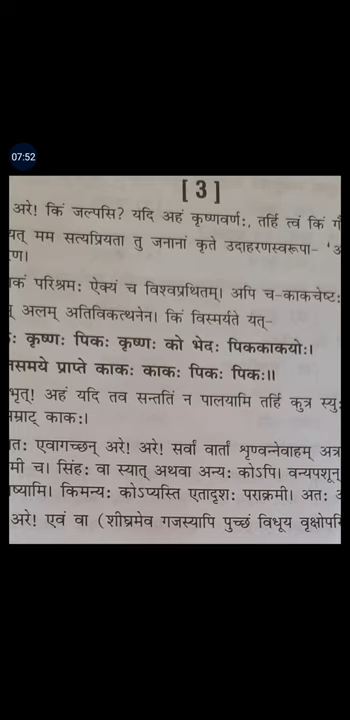 07:52
[ 3 ]
अरे! किं जल्पसि? यदि अहं कृष्णवर्णः, तर्हि त्वं किं
यत् मम सत्यप्रियता तु जनानां कृते उदाहरणस्वरूपा-
परिश्रमः ऐक्यं च विश्वप्रथितम्। अपि च-काकचेष्टः
अलम् अतिविकत्थनेन। किं विस्मर्यते यत्-
कृष्णः पिकः कृष्णः को भेदः पिककाकयोः।
प्राप्ते काकः काकः पिकः पिकः॥
अहं यदि तव सन्ततिं न पालयामि तर्हि कुत्र स्युः
काकः।
एवागच्छन् अरे! अरे! सर्वां वार्तां शृण्वन्नेवाहम् अत्र
च। सिंहः वा स्यात् अथवा अन्यः कोऽपि। वन्यपशून्
किमन्यः कोऽप्यस्ति एतादृशः पराक्रमी। अतः
अरे! एवं वा (शीघ्रमेव गजस्यापि पुच्छं विधूय